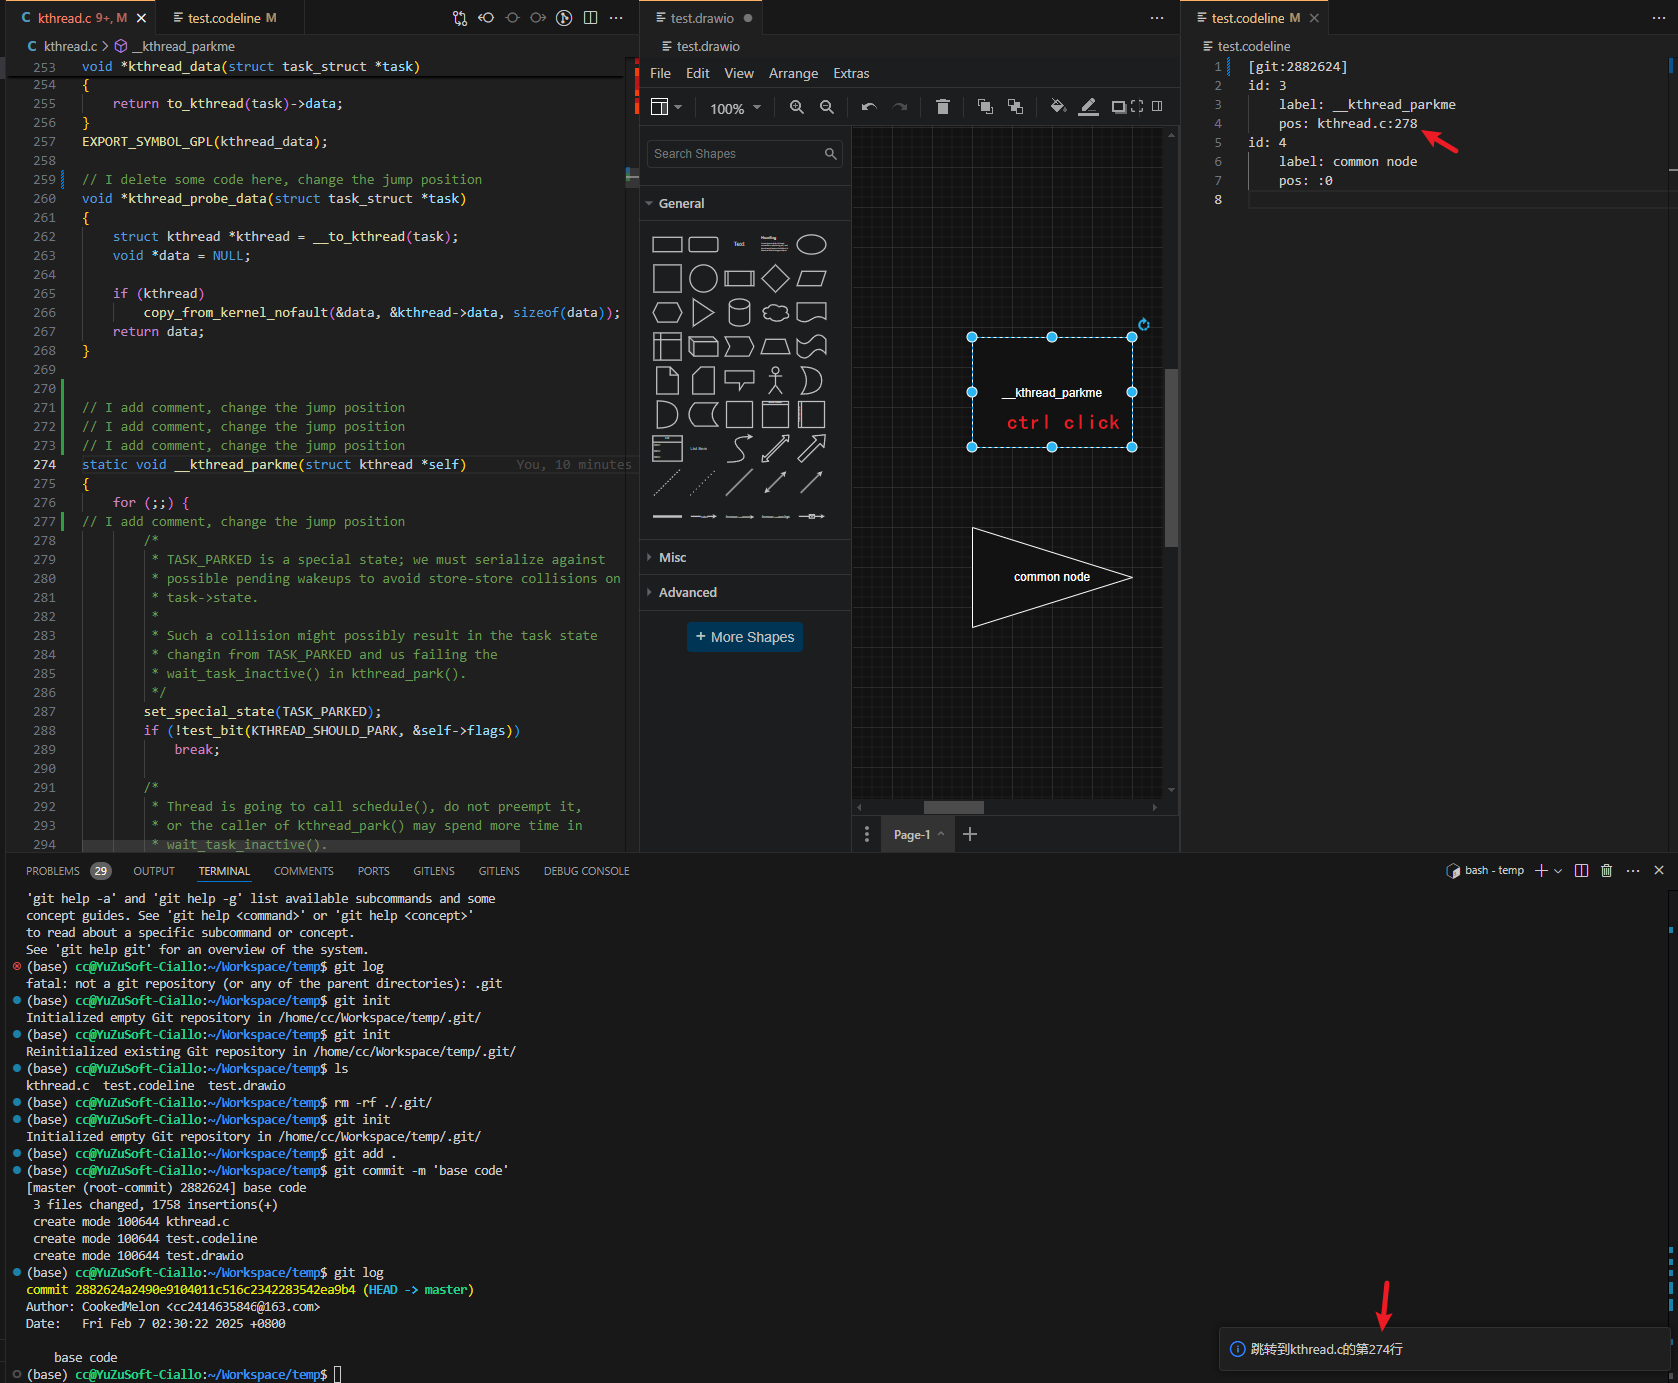 kthread.c 9+, M
test.codeline M
kthread.c > __kthread_parkme
253 void *kthread_data(struct task_struct *task)
254 {
255 return to_kthread(task)->data;
256 }
257 EXPORT_SYMBOL_GPL(kthread_data);
258
259 // I delete some code here, change the jump position
260 void *kthread_probe_data(struct task_struct *task)
261 {
262 struct kthread *kthread = __to_kthread(task);
263 void *data = NULL;
264
265 if (kthread)
266 copy_from_kernel_nofault(&data, &kthread->data, sizeof(data));
267 return data;
268 }
269
270
271 // I add comment, change the jump position
272 // I add comment, change the jump position
273 // I add comment, change the jump position
274 static void __kthread_parkme(struct kthread *self) You, 10 minutes
275 {
276 for (;;) {
277 // I add comment, change the jump position
278 /*
279 * TASK_PARKED is a special state; we must serialize against
280 * possible pending wakeups to avoid store-store collisions on
281 * task->state.
282 *
283 * Such a collision might possibly result in the task state
284 * changin from TASK_PARKED and us failing the
285 * wait_task_inactive() in kthread_park().
286 */
287 set_special_state(TASK_PARKED);
288 if (!test_bit(KTHREAD_SHOULD_PARK, &self->flags))
289 break;
290
291 /*
292 * Thread is going to call schedule(), do not preempt it,
293 * or the caller of kthread_park() may spend more time in
294 * wait_task_inactive().
test.drawio
test.drawio
File Edit View Arrange Extras
100%
Search Shapes
General
Text
Heading
Misc
Advanced
+ More Shapes
__kthread_parkme
ctrl click
common node
Page-1
test.codeline M
test.codeline
1 [git:2882624]
2 id: 3
3 label: __kthread_parkme
4 pos: kthread.c:278
5 id: 4
6 label: common node
7 pos: :0
8
PROBLEMS 29 OUTPUT TERMINAL COMMENTS PORTS GITLENS GITLENS DEBUG CONSOLE
bash - temp
'git help -a' and 'git help -g' list available subcommands and some
concept guides. See 'git help <command>' or 'git help <concept>'
to read about a specific subcommand or concept.
See 'git help git' for an overview of the system.
(base) cc@YuZuSoft-Ciallo:~/Workspace/temp$ git log
fatal: not a git repository (or any of the parent directories): .git
(base) cc@YuZuSoft-Ciallo:~/Workspace/temp$ git init
Initialized empty Git repository in /home/cc/Workspace/temp/.git/
(base) cc@YuZuSoft-Ciallo:~/Workspace/temp$ git init
Reinitialized existing Git repository in /home/cc/Workspace/temp/.git/
(base) cc@YuZuSoft-Ciallo:~/Workspace/temp$ ls
kthread.c test.codeline test.drawio
(base) cc@YuZuSoft-Ciallo:~/Workspace/temp$ rm -rf ./.git/
(base) cc@YuZuSoft-Ciallo:~/Workspace/temp$ git init
Initialized empty Git repository in /home/cc/Workspace/temp/.git/
(base) cc@YuZuSoft-Ciallo:~/Workspace/temp$ git add .
(base) cc@YuZuSoft-Ciallo:~/Workspace/temp$ git commit -m 'base code'
[master (root-commit) 2882624] base code
3 files changed, 1758 insertions(+)
create mode 100644 kthread.c
create mode 100644 test.codeline
create mode 100644 test.drawio
(base) cc@YuZuSoft-Ciallo:~/Workspace/temp$ git log
commit 2882624a2490e9104011c516c2342283542ea9b4 (HEAD -> master)
Author: CookedMelon <cc2414635846@163.com>
Date: Fri Feb 7 02:30:22 2025 +0800
base code
(base) cc@YuZuSoft-Ciallo:~/Workspace/temp$
跳转到kthread.c的第274行